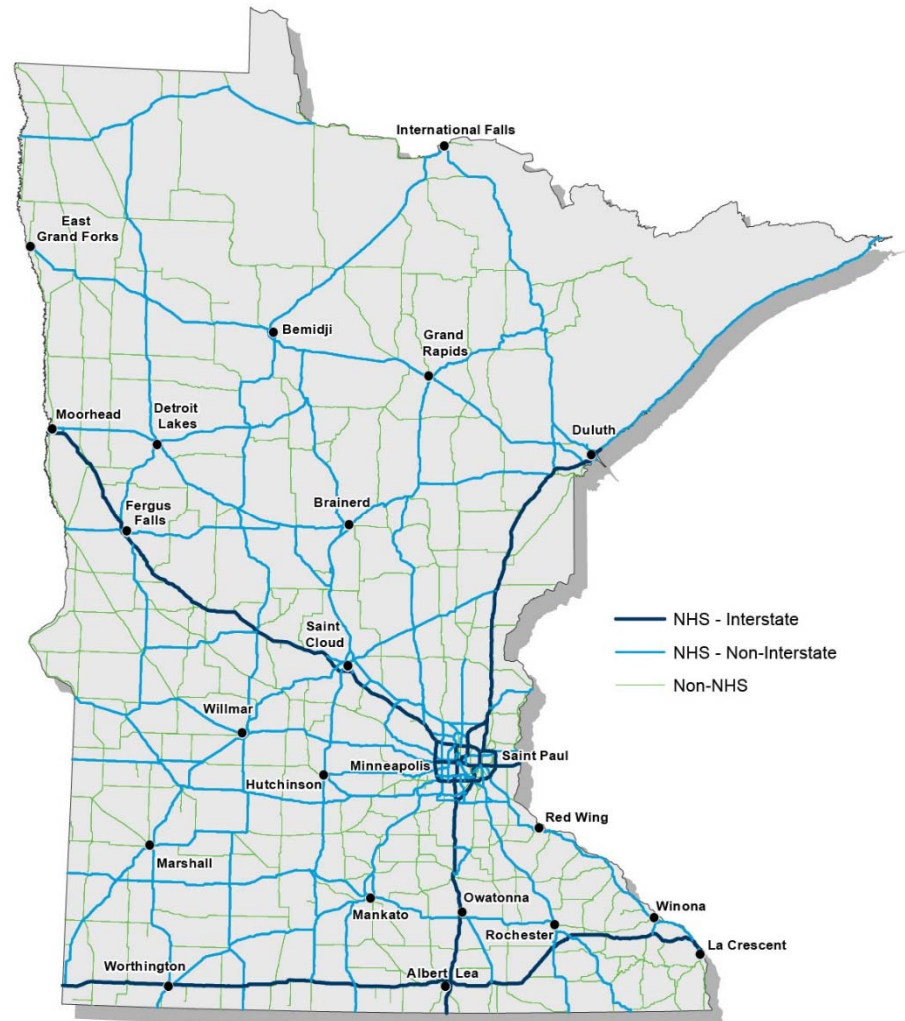 International Falls
East
Grand Forks
Bemidji
Grand
Rapids
Moorhead
Detroit
Lakes
Duluth
Fergus
Falls
Brainerd
NHS - Interstate
NHS - Non-Interstate
Non-NHS
Saint
Cloud
Willmar
Minneapolis
Saint Paul
Hutchinson
Red Wing
Marshall
Mankato
Owatonna
Winona
Rochester
La Crescent
Worthington
Albert Lea